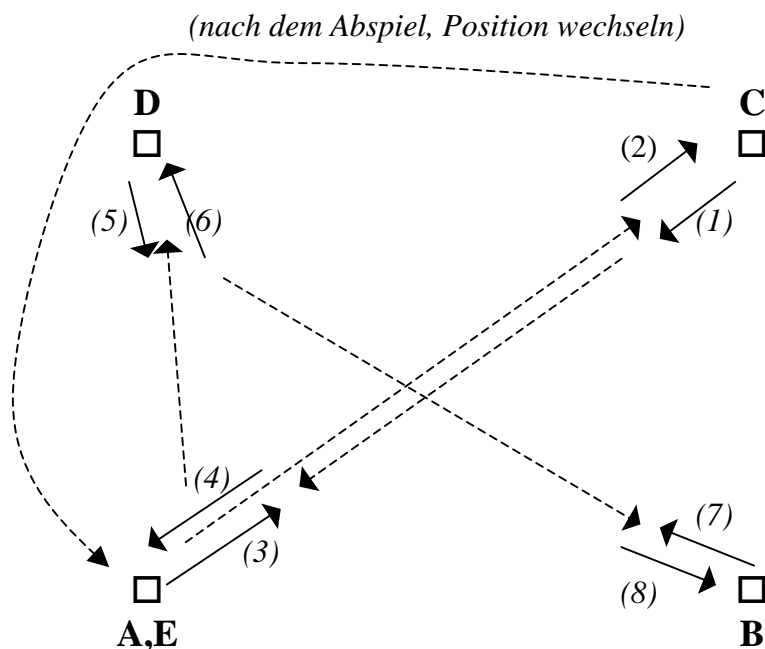 (nach dem Abspiel, Position wechseln)
D
C
(2)
(5)
(6)
(1)
(4)
(3)
(7)
(8)
A,E
B